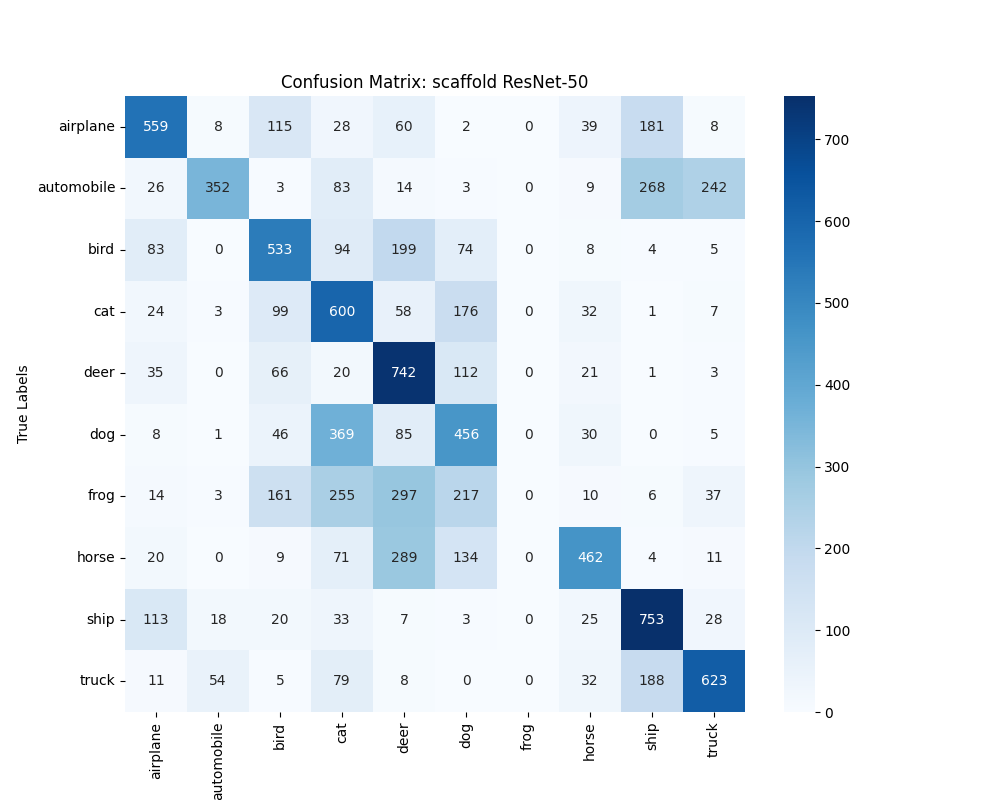 Confusion Matrix: scaffold ResNet-50
True Labels
airplane 559 8 115 28 60 2 0 39 181 8
automobile 26 352 3 83 14 3 0 9 268 242
bird 83 0 533 94 199 74 0 8 4 5
cat 24 3 99 600 58 176 0 32 1 7
deer 35 0 66 20 742 112 0 21 1 3
dog 8 1 46 369 85 456 0 30 0 5
frog 14 3 161 255 297 217 0 10 6 37
horse 20 0 9 71 289 134 0 462 4 11
ship 113 18 20 33 7 3 0 25 753 28
truck 11 54 5 79 8 0 0 32 188 623
airplane automobile bird cat deer dog frog horse ship truck
700
600
500
400
300
200
100
0